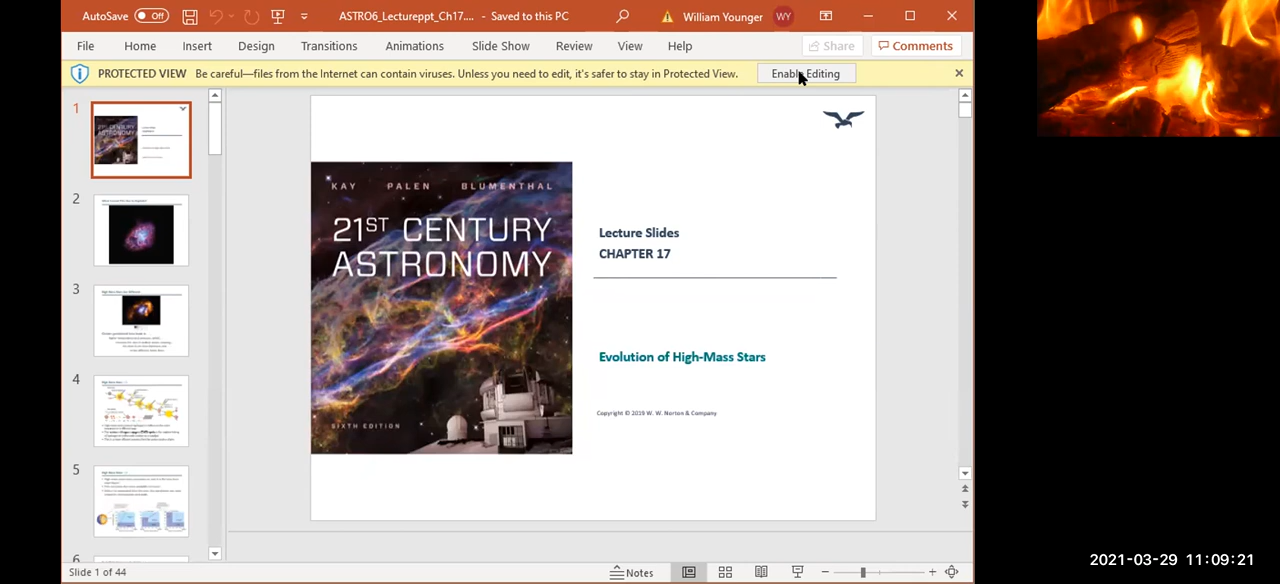 AutoSave Off ASTRO6_Lectureppt_Ch17.... - Saved to this PC William Younger WY
File Home Insert Design Transitions Animations Slide Show Review View Help Share Comments
PROTECTED VIEW Be careful—files from the Internet can contain viruses. Unless you need to edit, it's safer to stay in Protected View. Enable Editing
1
2
3
4
5
6
KAY PALEN BLUMENTHAL
21ST CENTURY
ASTRONOMY
SIXTH EDITION
Lecture Slides
CHAPTER 17
Evolution of High-Mass Stars
Copyright © 2019 W. W. Norton & Company
Slide 1 of 44 Notes
2021-03-29 11:09:21